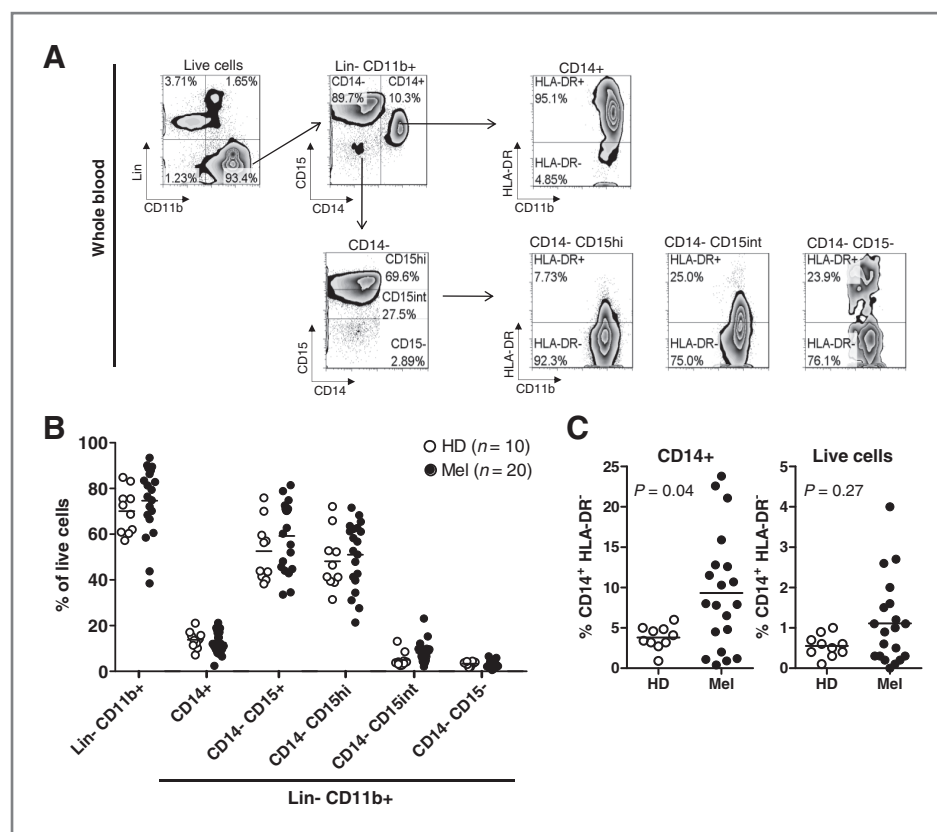 A
Whole blood
Live cells
3.71% 1.65%
1.23% 93.4%
Lin
CD11b
Lin- CD11b+
CD14- CD14+
89.7% 10.3%
CD15
CD14
CD14+
HLA-DR+
95.1%
HLA-DR-
4.85%
HLA-DR
CD11b
CD14-
CD15hi
69.6%
CD15int
27.5%
CD15-
2.89%
CD15
CD14
CD14- CD15hi
HLA-DR+
7.73%
HLA-DR-
92.3%
HLA-DR
CD11b
CD14- CD15int
HLA-DR+
25.0%
HLA-DR-
75.0%
CD14- CD15-
HLA-DR+
23.9%
HLA-DR-
76.1%
B
% of live cells
100
80
60
40
20
0
HD (n = 10)
Mel (n = 20)
Lin- CD11b+
CD14+
CD14- CD15+
CD14- CD15hi
CD14- CD15int
CD14- CD15-
Lin- CD11b+
C
CD14+
P = 0.04
% CD14+ HLA-DR-
25
20
15
10
5
0
HD Mel
Live cells
P = 0.27
% CD14+ HLA-DR-
5
4
3
2
1
0
HD Mel